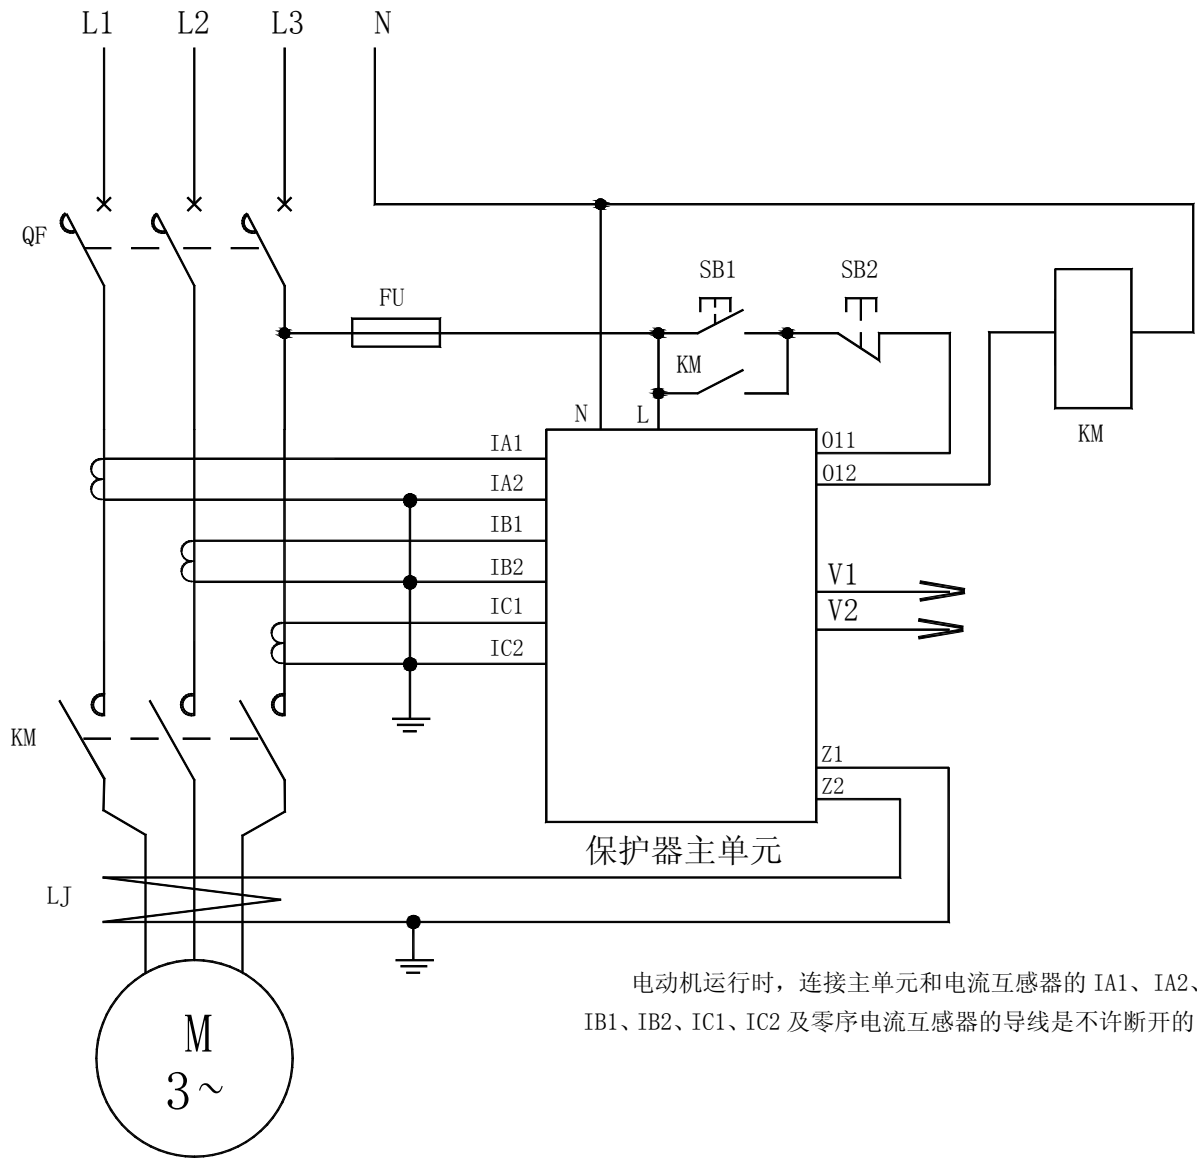 L1 L2 L3 N
QF
SB1 SB2
FU
KM
N L
KM
IA1
O11
IA2
O12
IB1
IB2
V1
IC1
V2
IC2
KM
Z1
Z2
保护器主单元
LJ
电动机运行时，连接主单元和电流互感器的 IA1、IA2、
IB1、IB2、IC1、IC2 及零序电流互感器的导线是不许断开的
M
3~